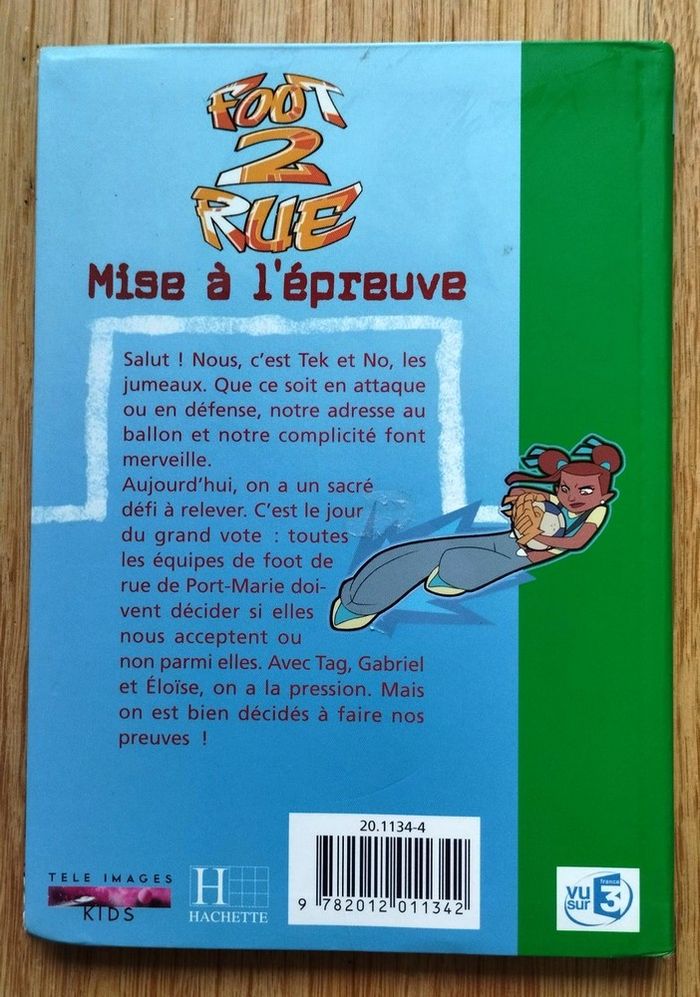 FOOT
2
RUE
Mise à l'épreuve
Salut ! Nous, c'est Tek et No, les
jumeaux. Que ce soit en attaque
ou en défense, notre adresse au
ballon et notre complicité font
merveille.
Aujourd'hui, on a un sacré
défi à relever. C'est le jour
du grand vote : toutes
les équipes de foot de
rue de Port-Marie doi-
vent décider si elles
nous acceptent ou
non parmi elles. Avec Tag, Gabriel
et Éloïse, on a la pression. Mais
on est bien décidés à faire nos
preuves !
20.1134-4
9 782012 011342
TELE IMAGES
KIDS
H
HACHETTE
vu
sur
france
3